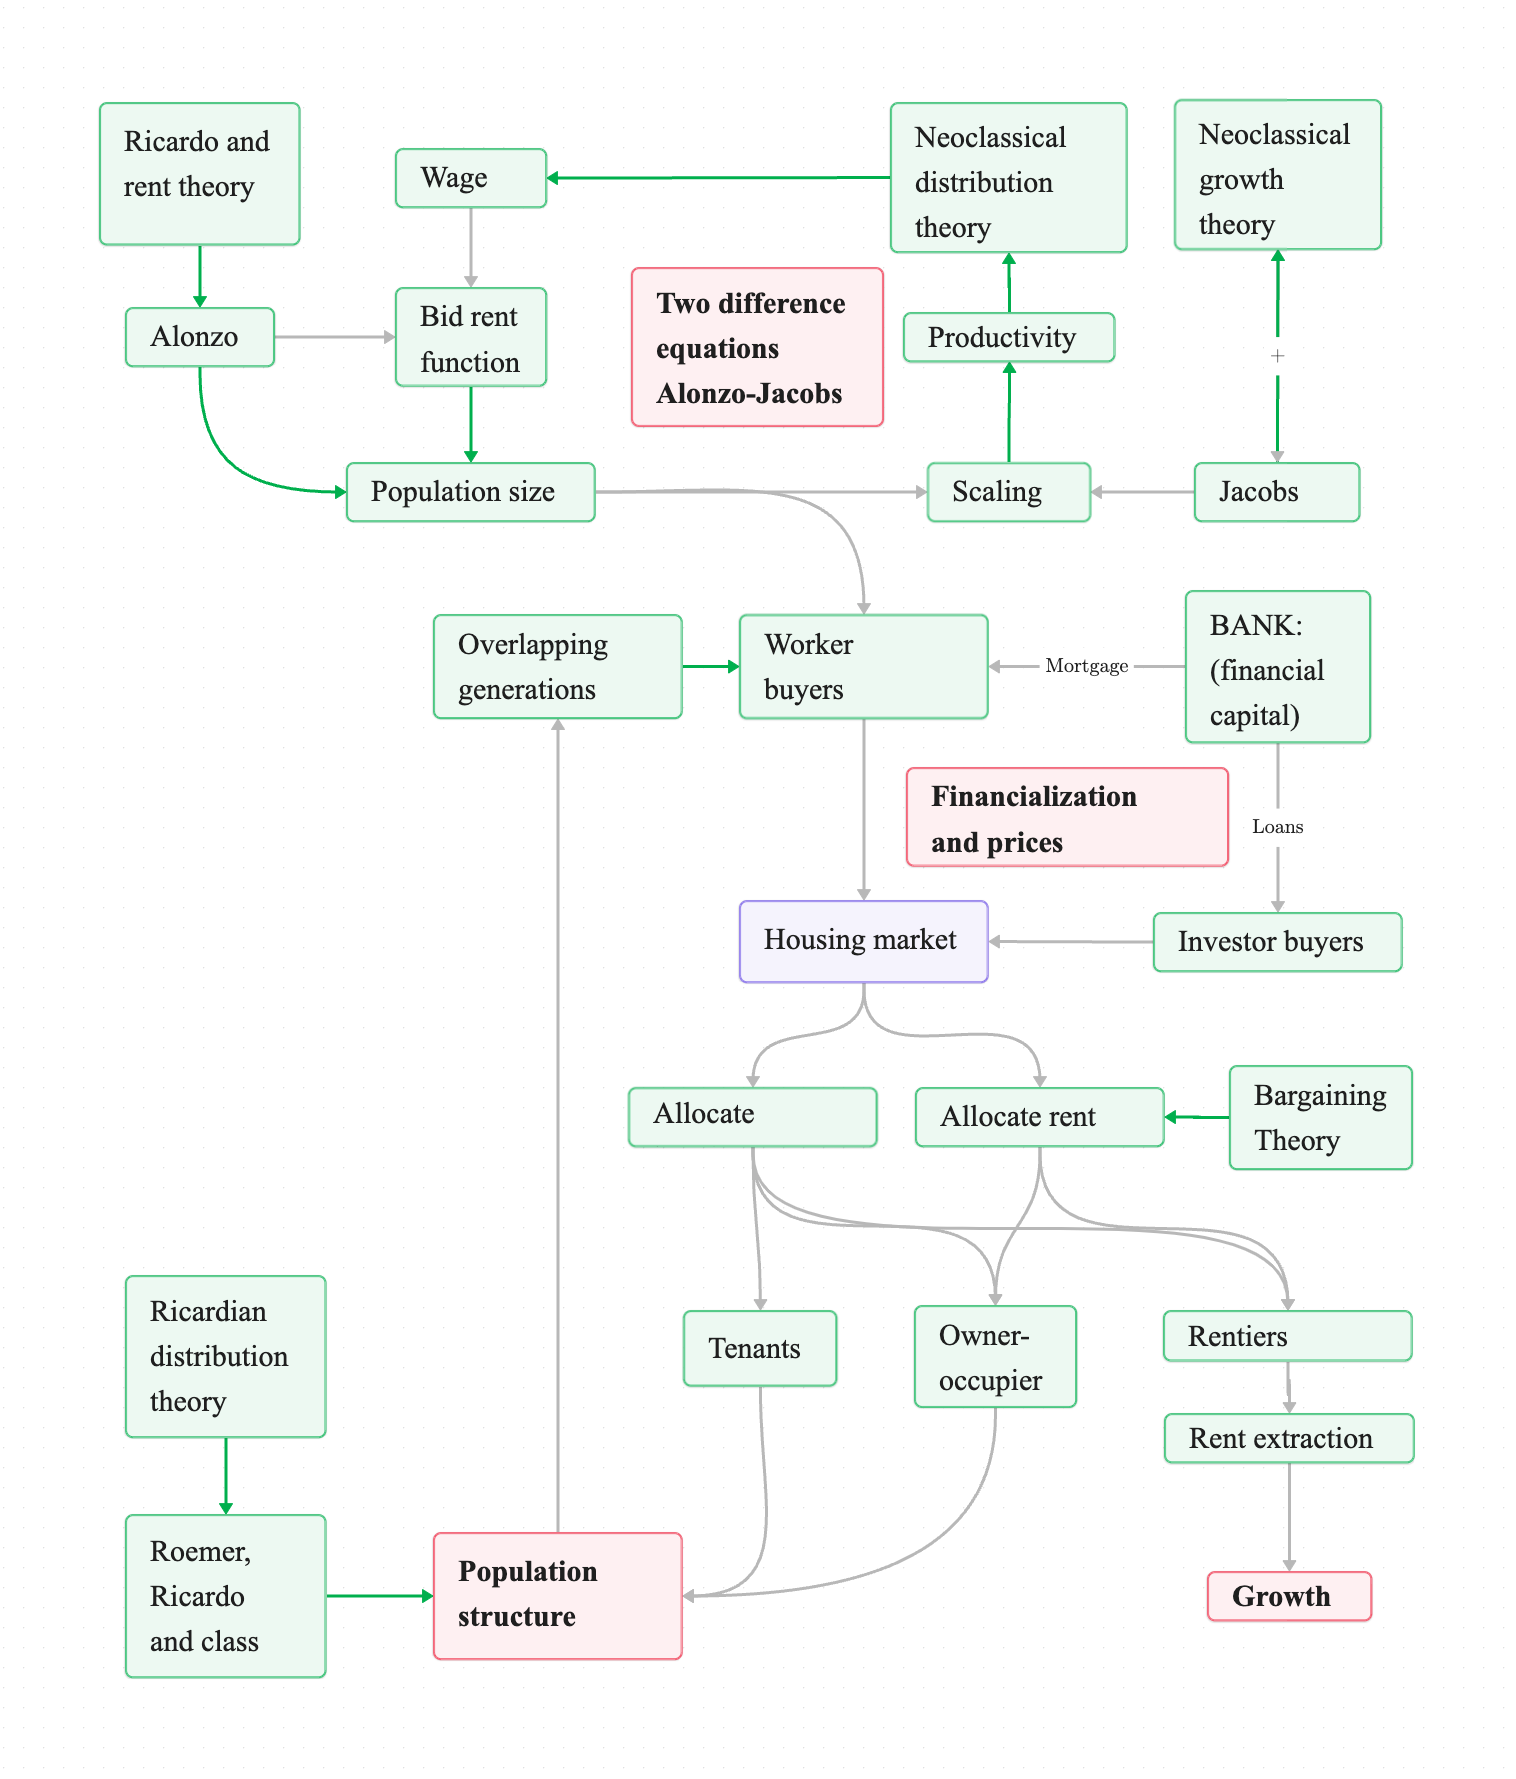 Ricardo and
rent theory
Wage
Neoclassical
distribution
theory
Neoclassical
growth
theory
Alonzo
Bid rent
function
Two difference
equations
Alonzo-Jacobs
Productivity
+
Population size
Scaling
Jacobs
Overlapping
generations
Worker
buyers
Mortgage
BANK:
(financial
capital)
Financialization
and prices
Loans
Housing market
Investor buyers
Allocate
Allocate rent
Bargaining
Theory
Ricardian
distribution
theory
Tenants
Owner-
occupier
Rentiers
Rent extraction
Roemer,
Ricardo
and class
Population
structure
Growth